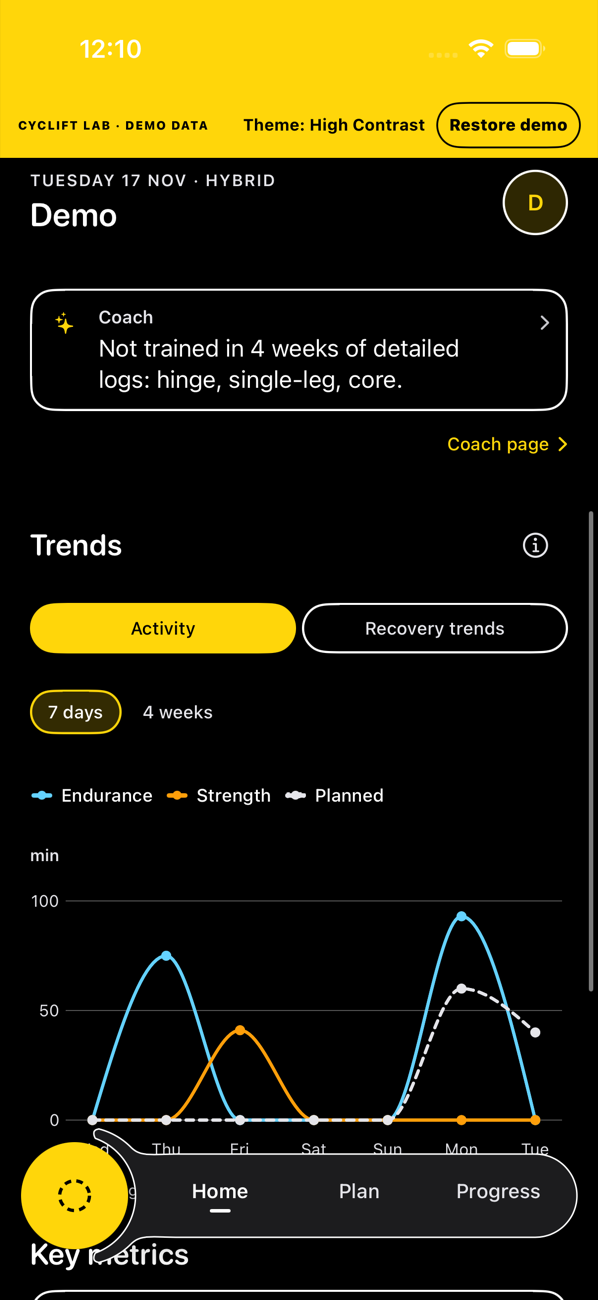 12:10
CYCLIFT LAB · DEMO DATA
Theme: High Contrast
Restore demo
TUESDAY 17 NOV · HYBRID
Demo
D
Coach
Not trained in 4 weeks of detailed
logs: hinge, single-leg, core.
Coach page
Trends
Activity
Recovery trends
7 days
4 weeks
Endurance
Strength
Planned
min
100
50
0
Thu
Fri
Sat
Sun
Mon
Tue
Home
Plan
Progress
Key metrics